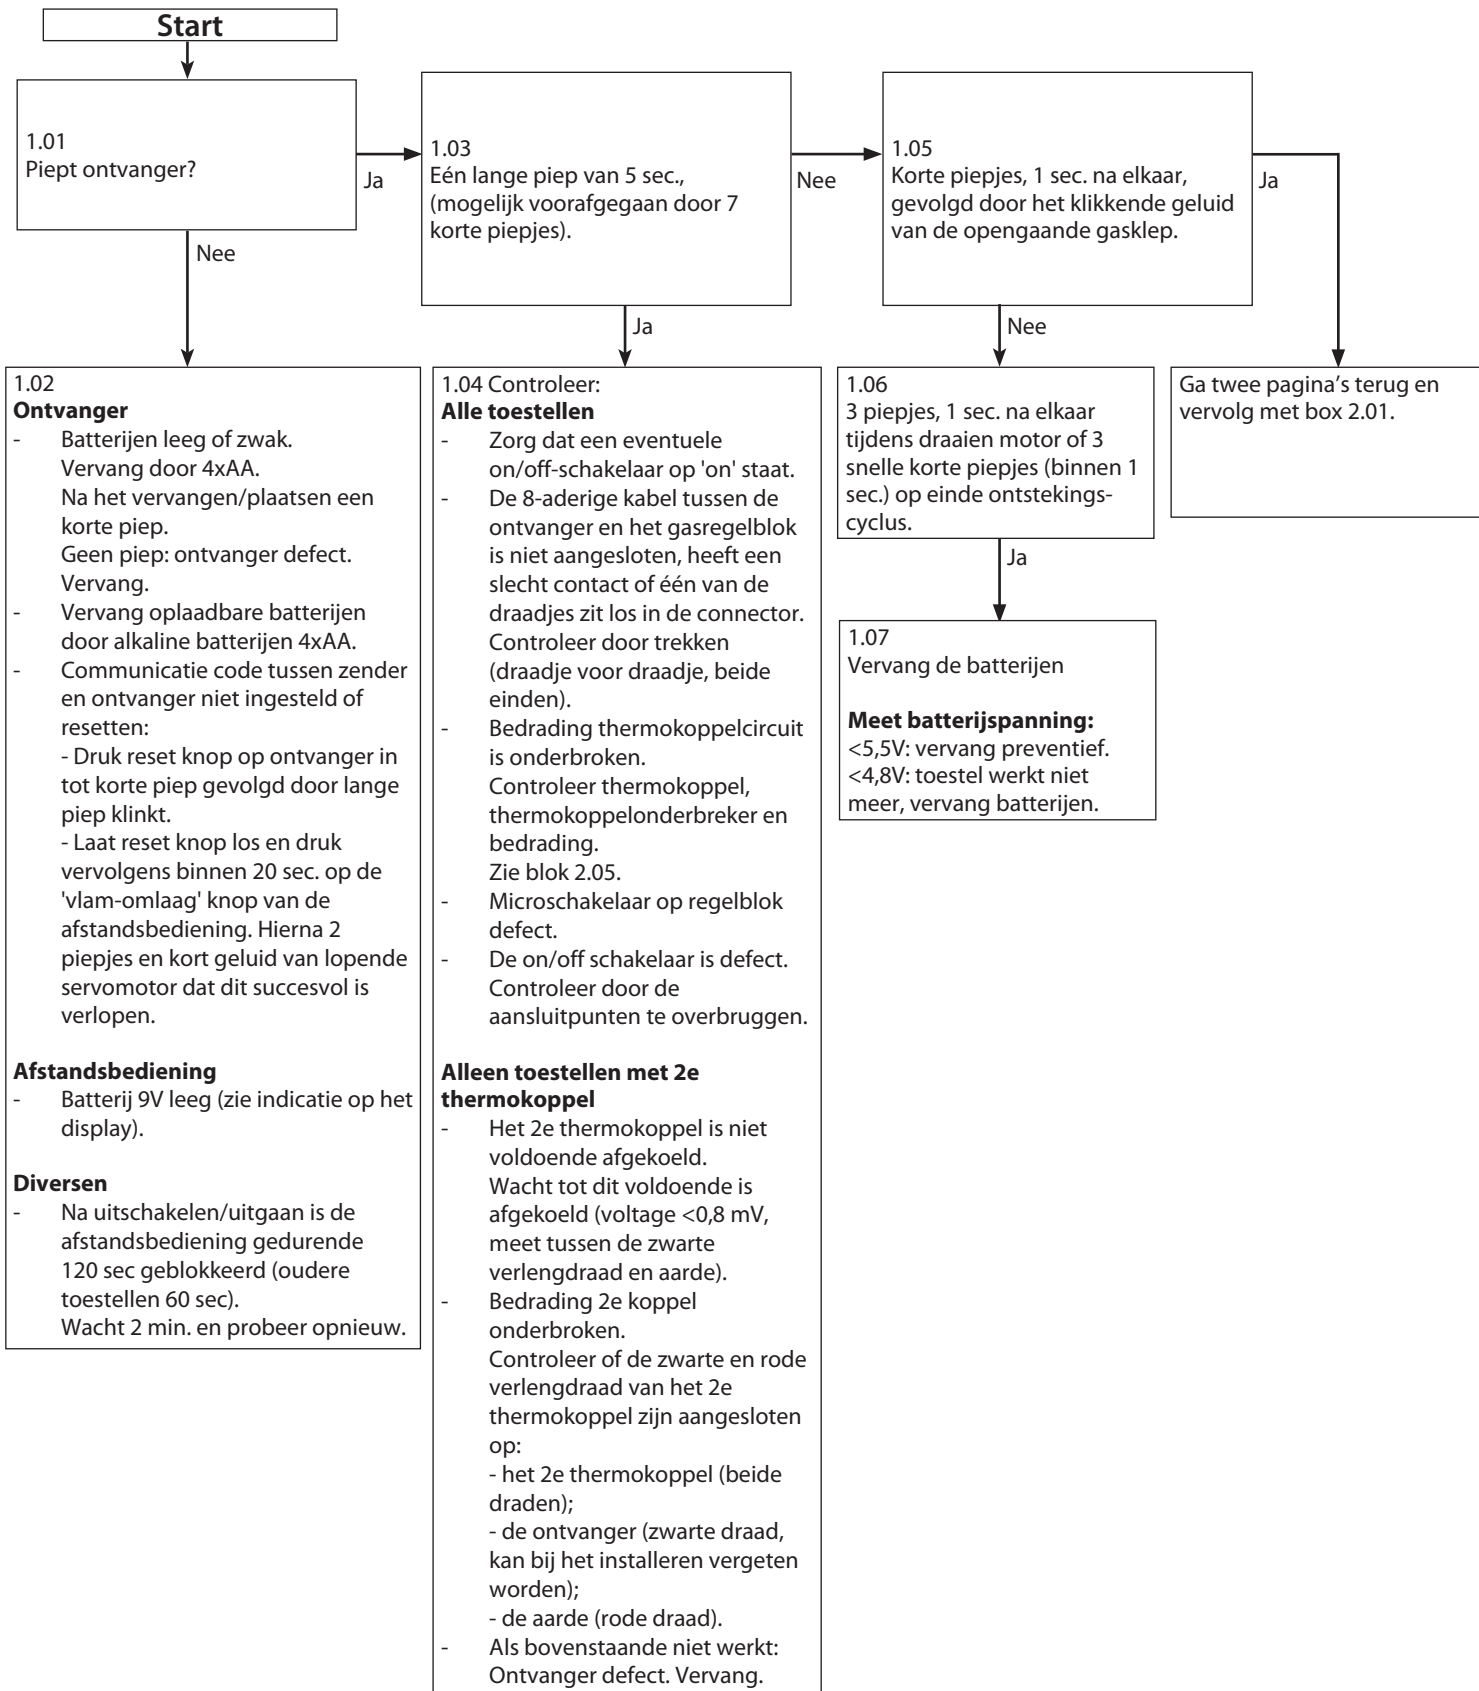 Start
1.01
Piept ontvanger?
Ja
Nee
1.03
Eén lange piep van 5 sec.,
(mogelijk voorafgegaan door 7
korte piepjes).
Nee
Ja
1.05
Korte piepjes, 1 sec. na elkaar,
gevolgd door het klikkende geluid
van de opengaande gasklep.
Ja
Nee
1.02
Ontvanger
- Batterijen leeg of zwak.
Vervang door 4xAA.
Na het vervangen/plaatsen een
korte piep.
Geen piep: ontvanger defect.
Vervang.
- Vervang oplaadbare batterijen
door alkaline batterijen 4xAA.
- Communicatie code tussen zender
en ontvanger niet ingesteld of
resetten:
- Druk reset knop op ontvanger in
tot korte piep gevolgd door lange
piep klinkt.
- Laat reset knop los en druk
vervolgens binnen 20 sec. op de
'vlam-omlaag' knop van de
afstandsbediening. Hierna 2
piepjes en kort geluid van lopende
servomotor dat dit succesvol is
verlopen.
Afstandsbediening
- Batterij 9V leeg (zie indicatie op het
display).
Diversen
- Na uitschakelen/uitgaan is de
afstandsbediening gedurende
120 sec geblokkeerd (oudere
toestellen 60 sec).
Wacht 2 min. en probeer opnieuw.
1.04 Controleer:
Alle toestellen
- Zorg dat een eventuele
on/off-schakelaar op 'on' staat.
- De 8-aderige kabel tussen de
ontvanger en het gasregelblok
is niet aangesloten, heeft een
slecht contact of één van de
draadjes zit los in de connector.
Controleer door trekken
(draadje voor draadje, beide
einden).
- Bedrading thermokoppelcircuit
is onderbroken.
Controleer thermokoppel,
thermokoppelonderbreker en
bedrading.
Zie blok 2.05.
- Microschakelaar op regelblok
defect.
- De on/off schakelaar is defect.
Controleer door de
aansluitpunten te overbruggen.
Alleen toestellen met 2e
thermokoppel
- Het 2e thermokoppel is niet
voldoende afgekoeld.
Wacht tot dit voldoende is
afgekoeld (voltage <0,8 mV,
meet tussen de zwarte
verlengdraad en aarde).
- Bedrading 2e koppel
onderbroken.
Controleer of de zwarte en rode
verlengdraad van het 2e
thermokoppel zijn aangesloten
op:
- het 2e thermokoppel (beide
draden);
- de ontvanger (zwarte draad,
kan bij het installeren vergeten
worden);
- de aarde (rode draad).
- Als bovenstaande niet werkt:
Ontvanger defect. Vervang.
1.06
3 piepjes, 1 sec. na elkaar
tijdens draaien motor of 3
snelle korte piepjes (binnen 1
sec.) op einde ontstekings-
cyclus.
Ja
1.07
Vervang de batterijen
Meet batterijspanning:
<5,5V: vervang preventief.
<4,8V: toestel werkt niet
meer, vervang batterijen.
Ga twee pagina's terug en
vervolg met box 2.01.